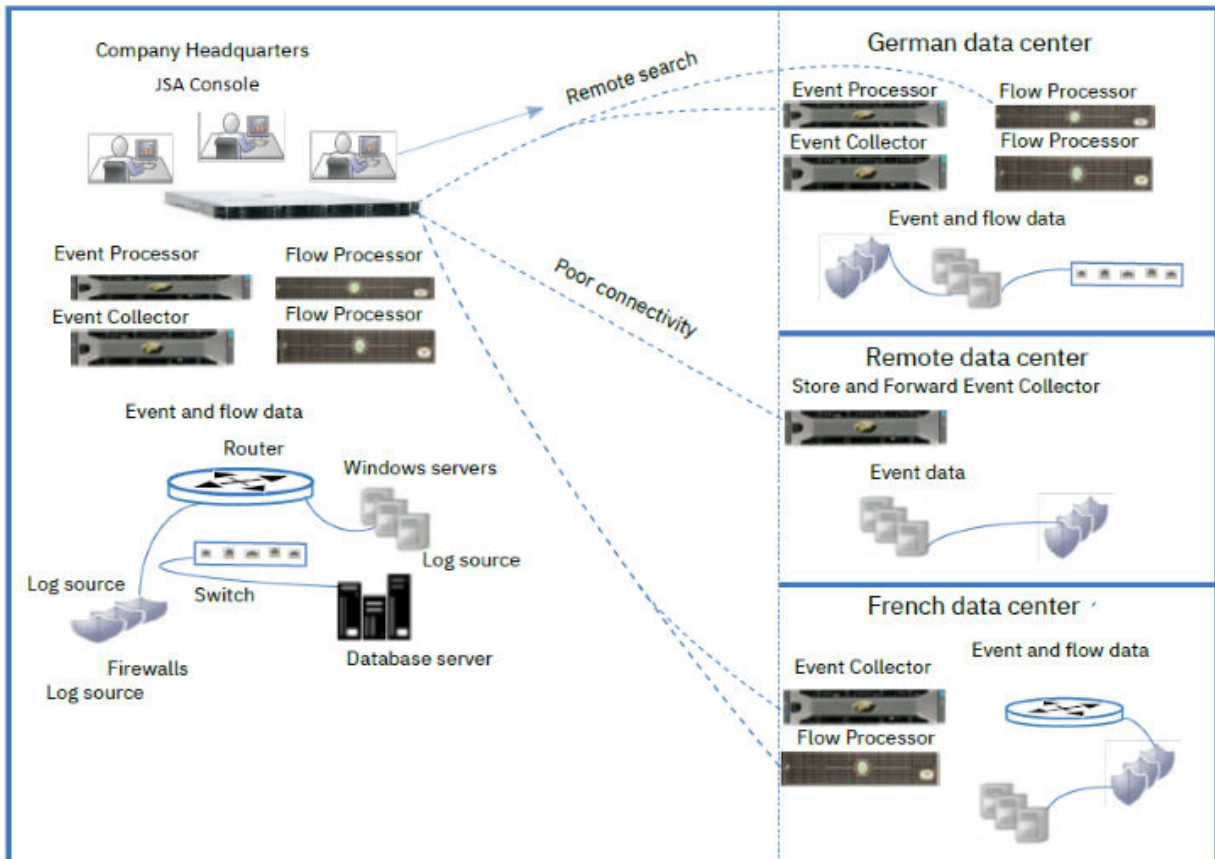 Company Headquarters
JSA Console
Remote search
Poor connectivity
Event Processor
Flow Processor
Event Collector
Flow Processor
Event and flow data
Router
Windows servers
Log source
Log source
Switch
Firewalls
Log source
Database server
German data center
Event Processor
Flow Processor
Event Collector
Flow Processor
Event and flow data
Remote data center
Store and Forward Event Collector
Event data
French data center
Event Collector
Event and flow data
Flow Processor